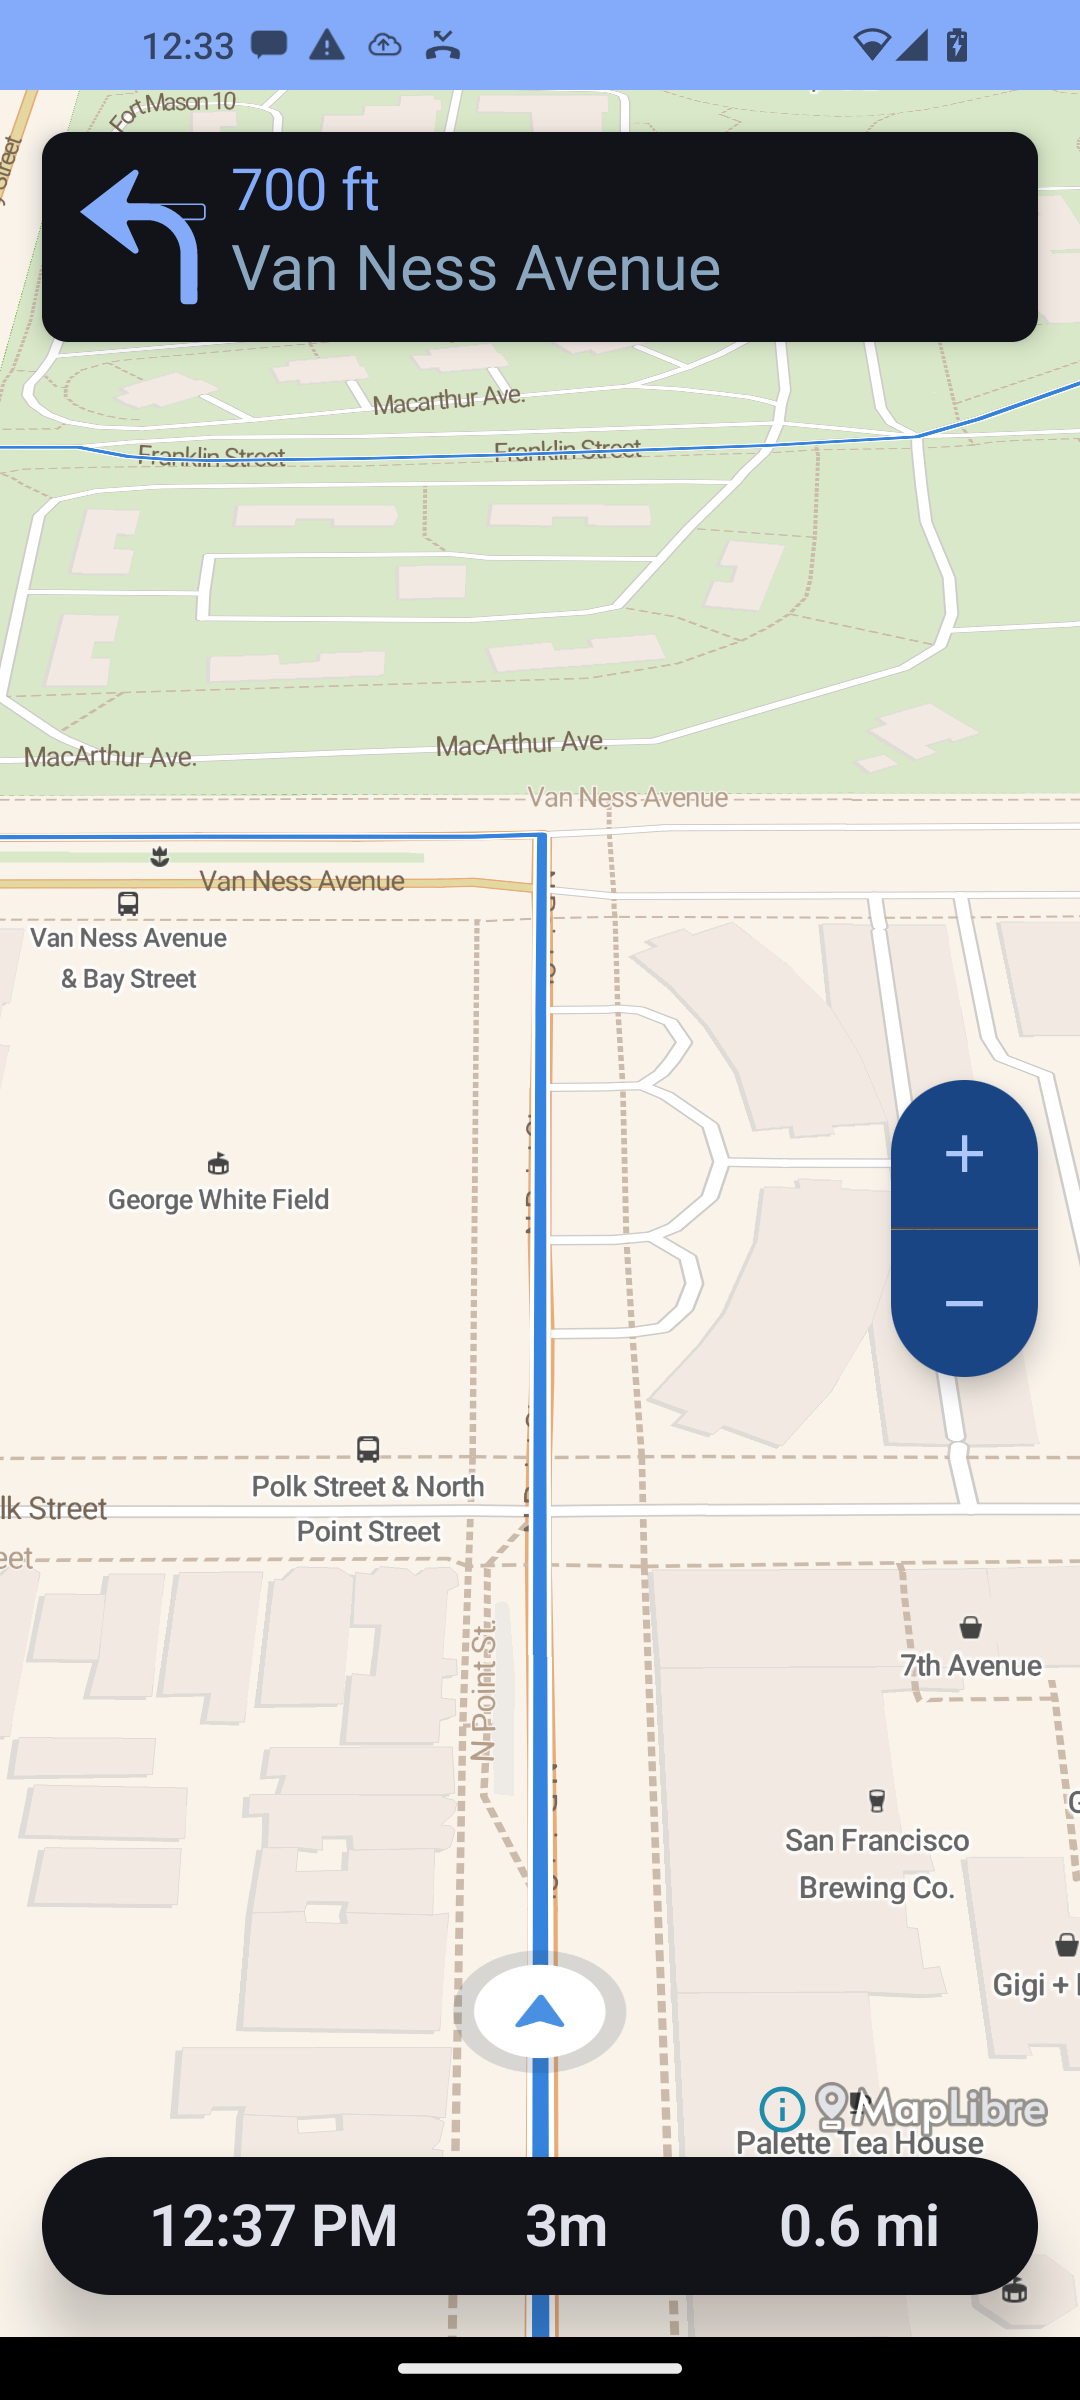 12:33
Fort Mason 10
Street
700 ft
Van Ness Avenue
Macarthur Ave.
Franklin Street
Franklin Street
MacArthur Ave.
MacArthur Ave.
Van Ness Avenue
Van Ness Avenue
Van Ness Avenue
& Bay Street
George White Field
+
−
Polk Street & North
Point Street
lk Street
eet
N Point St.
7th Avenue
San Francisco
Brewing Co.
G
Gigi +
MapLibre
Palette Tea House
12:37 PM
3m
0.6 mi